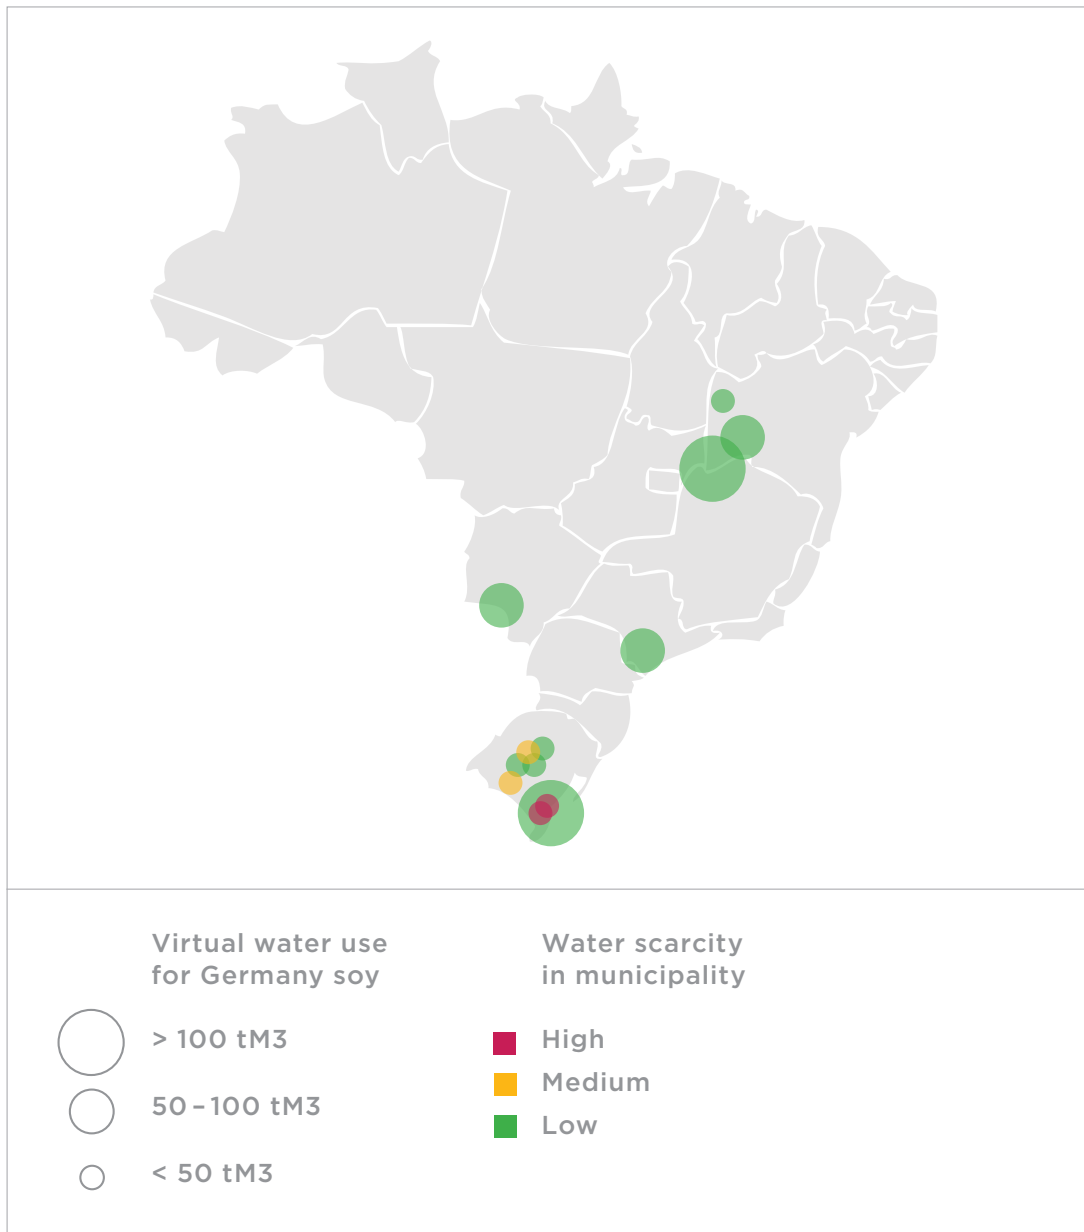 Virtual water use
for Germany soy
> 100 tM3
50 – 100 tM3
< 50 tM3
Water scarcity
in municipality
High
Medium
Low